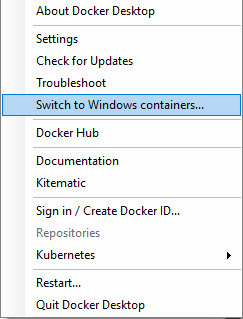 About Docker Desktop
Settings
Check for Updates
Troubleshoot
Switch to Windows containers...
Docker Hub
Documentation
Kitematic
Sign in / Create Docker ID...
Repositories
Kubernetes
Restart...
Quit Docker Desktop